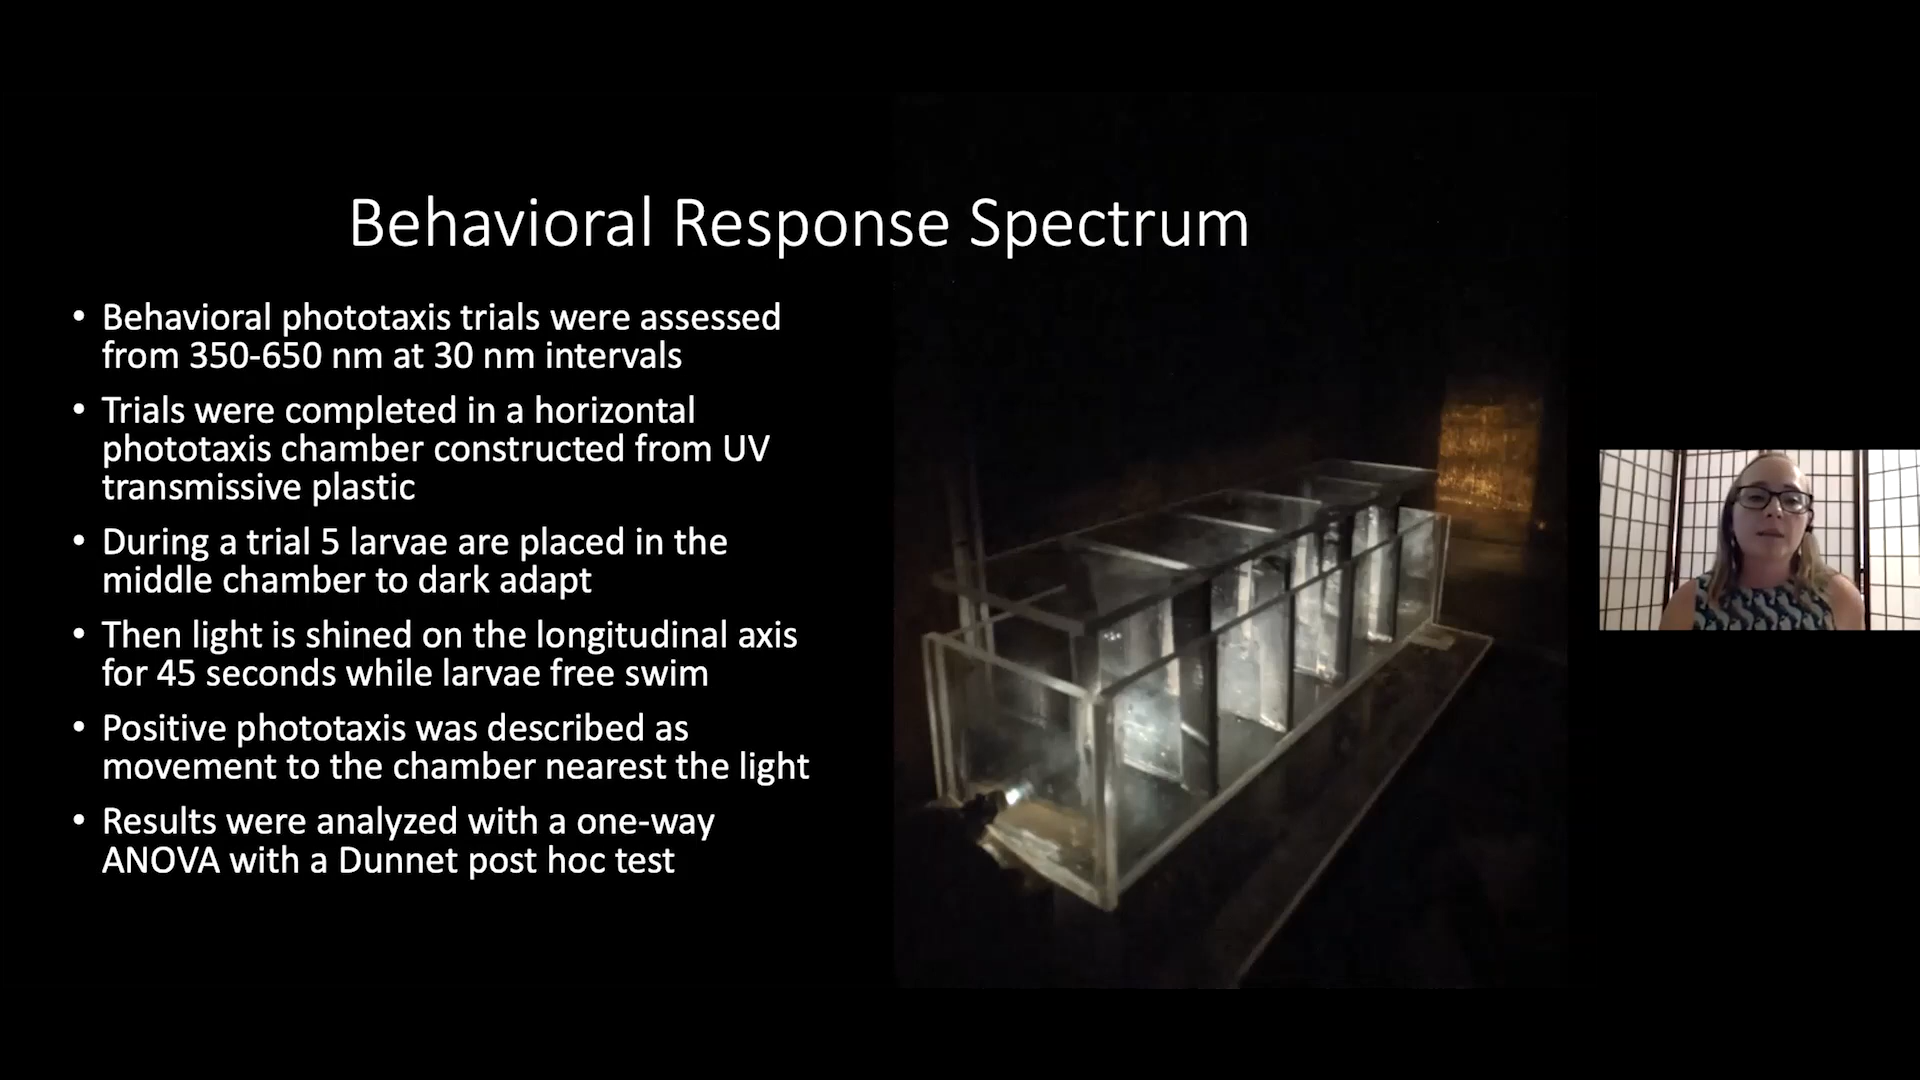 Behavioral Response Spectrum
• Behavioral phototaxis trials were assessed
from 350-650 nm at 30 nm intervals
• Trials were completed in a horizontal
phototaxis chamber constructed from UV
transmissive plastic
• During a trial 5 larvae are placed in the
middle chamber to dark adapt
• Then light is shined on the longitudinal axis
for 45 seconds while larvae free swim
• Positive phototaxis was described as
movement to the chamber nearest the light
• Results were analyzed with a one-way
ANOVA with a Dunnet post hoc test